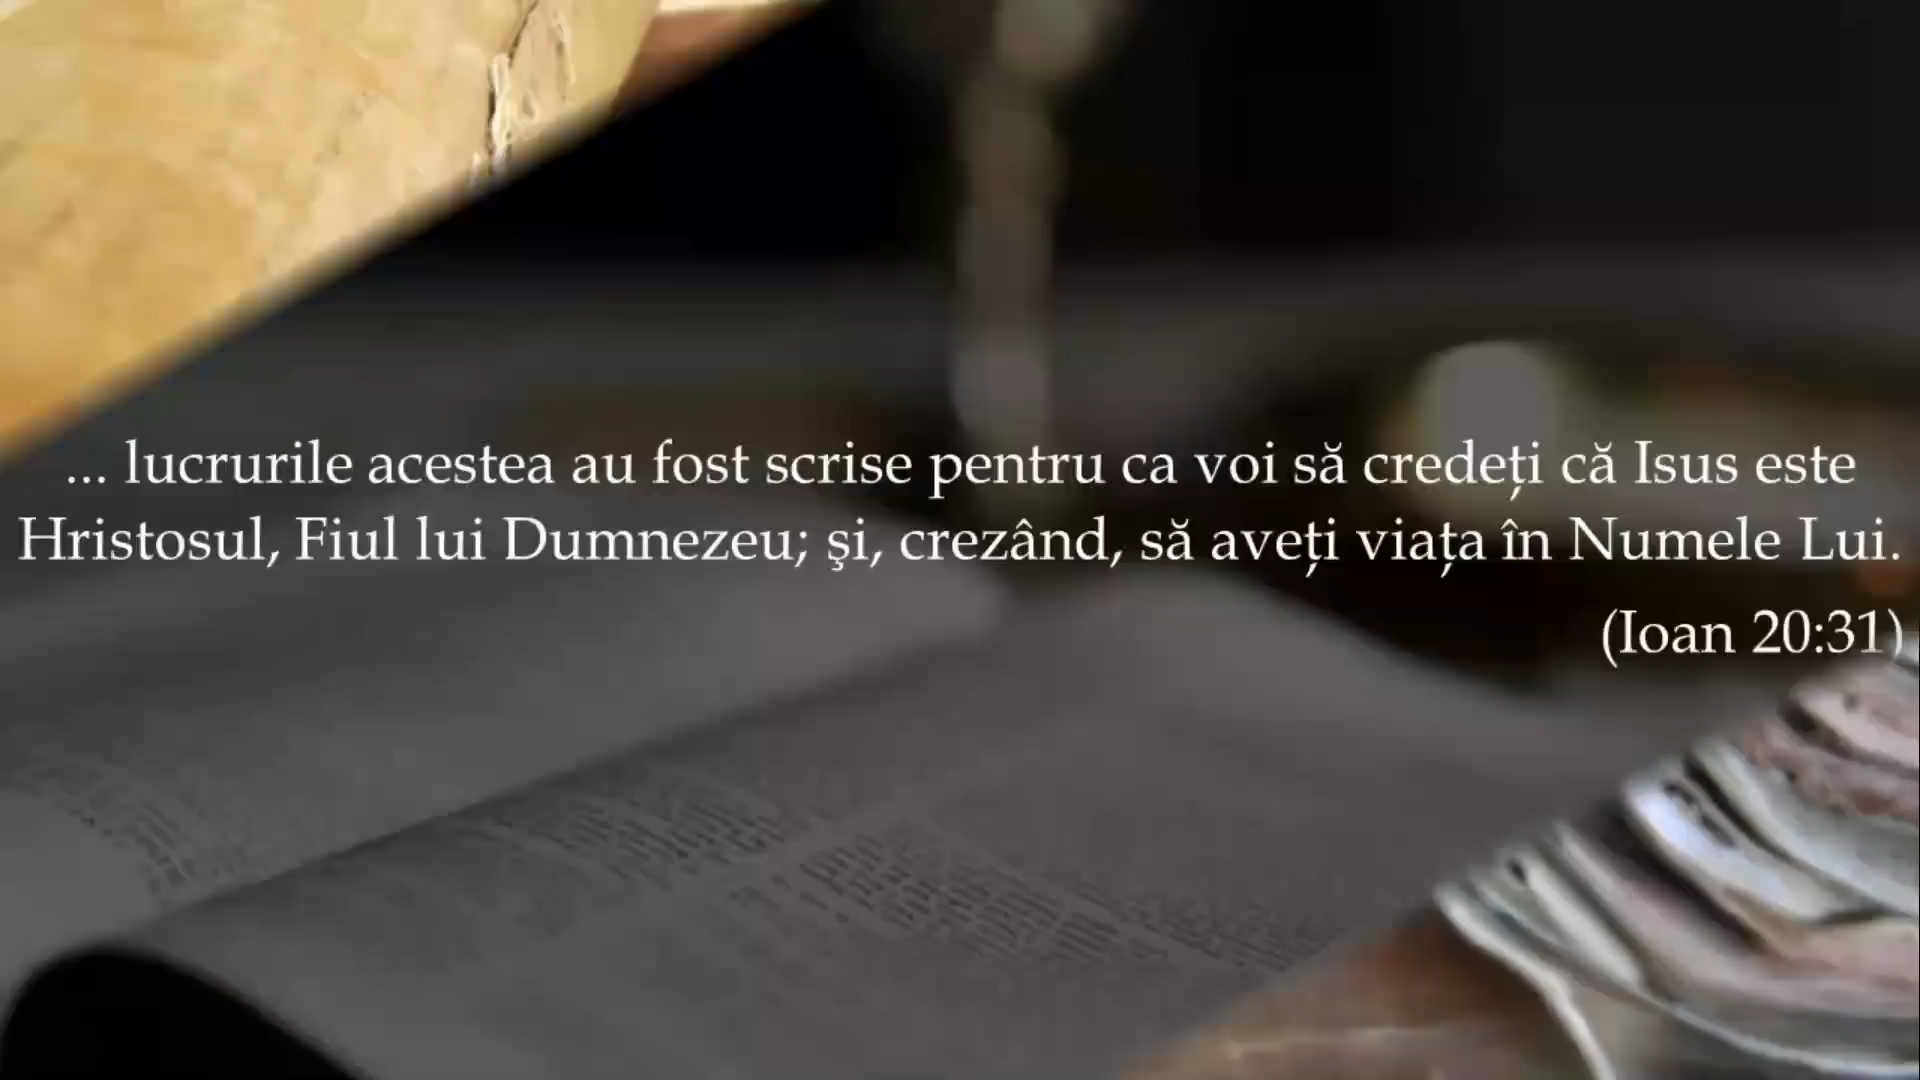 ... lucrurile acestea au fost scrise pentru ca voi să credeți că Isus este
Hristosul, Fiul lui Dumnezeu; şi, crezând, să aveți viața în Numele Lui.
(Ioan 20:31)